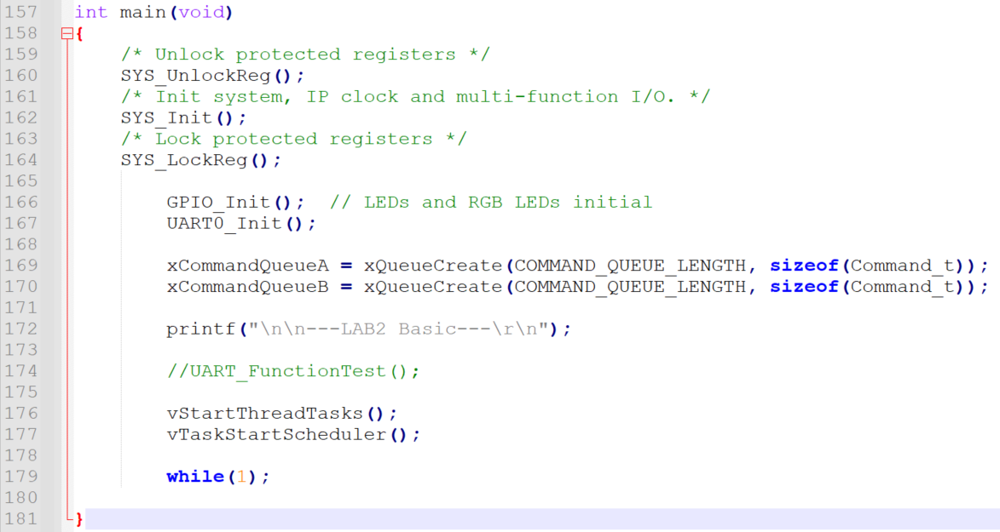 157 int main(void)
158 {
159 /* Unlock protected registers */
160 SYS_UnlockReg();
161 /* Init system, IP clock and multi-function I/O. */
162 SYS_Init();
163 /* Lock protected registers */
164 SYS_LockReg();
165
166 GPIO_Init();  // LEDs and RGB LEDs initial
167 UART0_Init();
168
169 xCommandQueueA = xQueueCreate(COMMAND_QUEUE_LENGTH, sizeof(Command_t));
170 xCommandQueueB = xQueueCreate(COMMAND_QUEUE_LENGTH, sizeof(Command_t));
171
172 printf("\n\n---LAB2 Basic---\r\n");
173
174 //UART_FunctionTest();
175
176 vStartThreadTasks();
177 vTaskStartScheduler();
178
179 while(1);
180
181 }